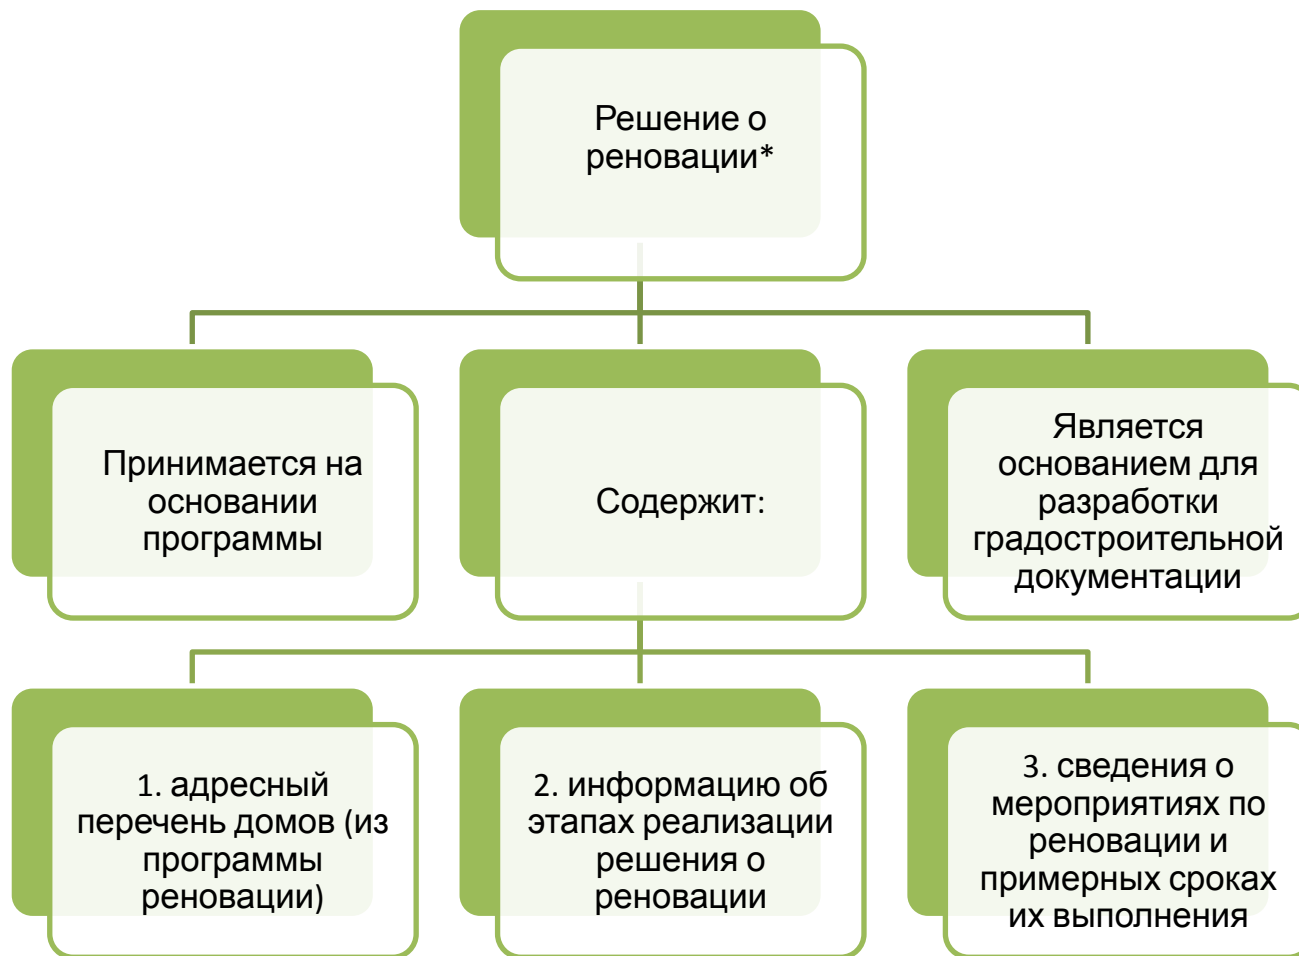 Решение о
реновации*
Принимается на
основании
программы
Содержит:
Является
основанием для
разработки
градостроительной
документации
1. адресный
перечень домов (из
программы
реновации)
2. информацию об
этапах реализации
решения о
реновации
3. сведения о
мероприятиях по
реновации и
примерных сроках
их выполнения